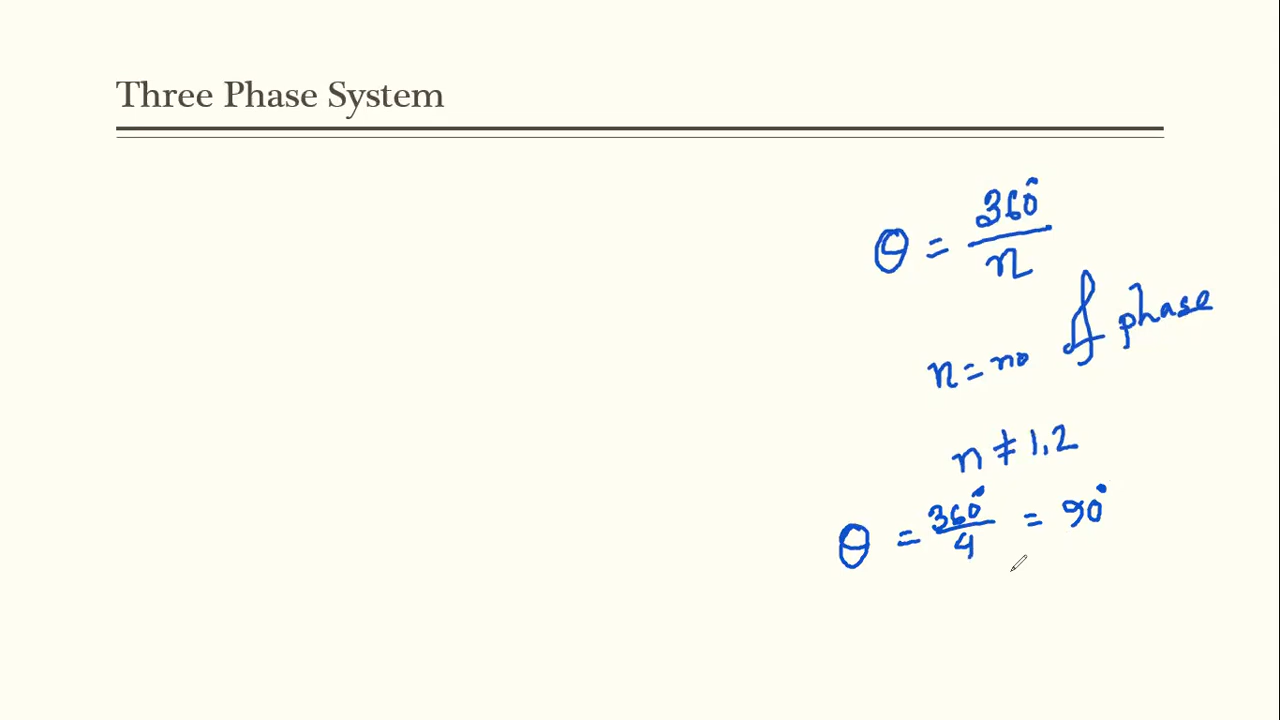 Three Phase System
θ = 360°/n
n = no of phase
n ≠ 1,2
θ = 360°/4 = 90°